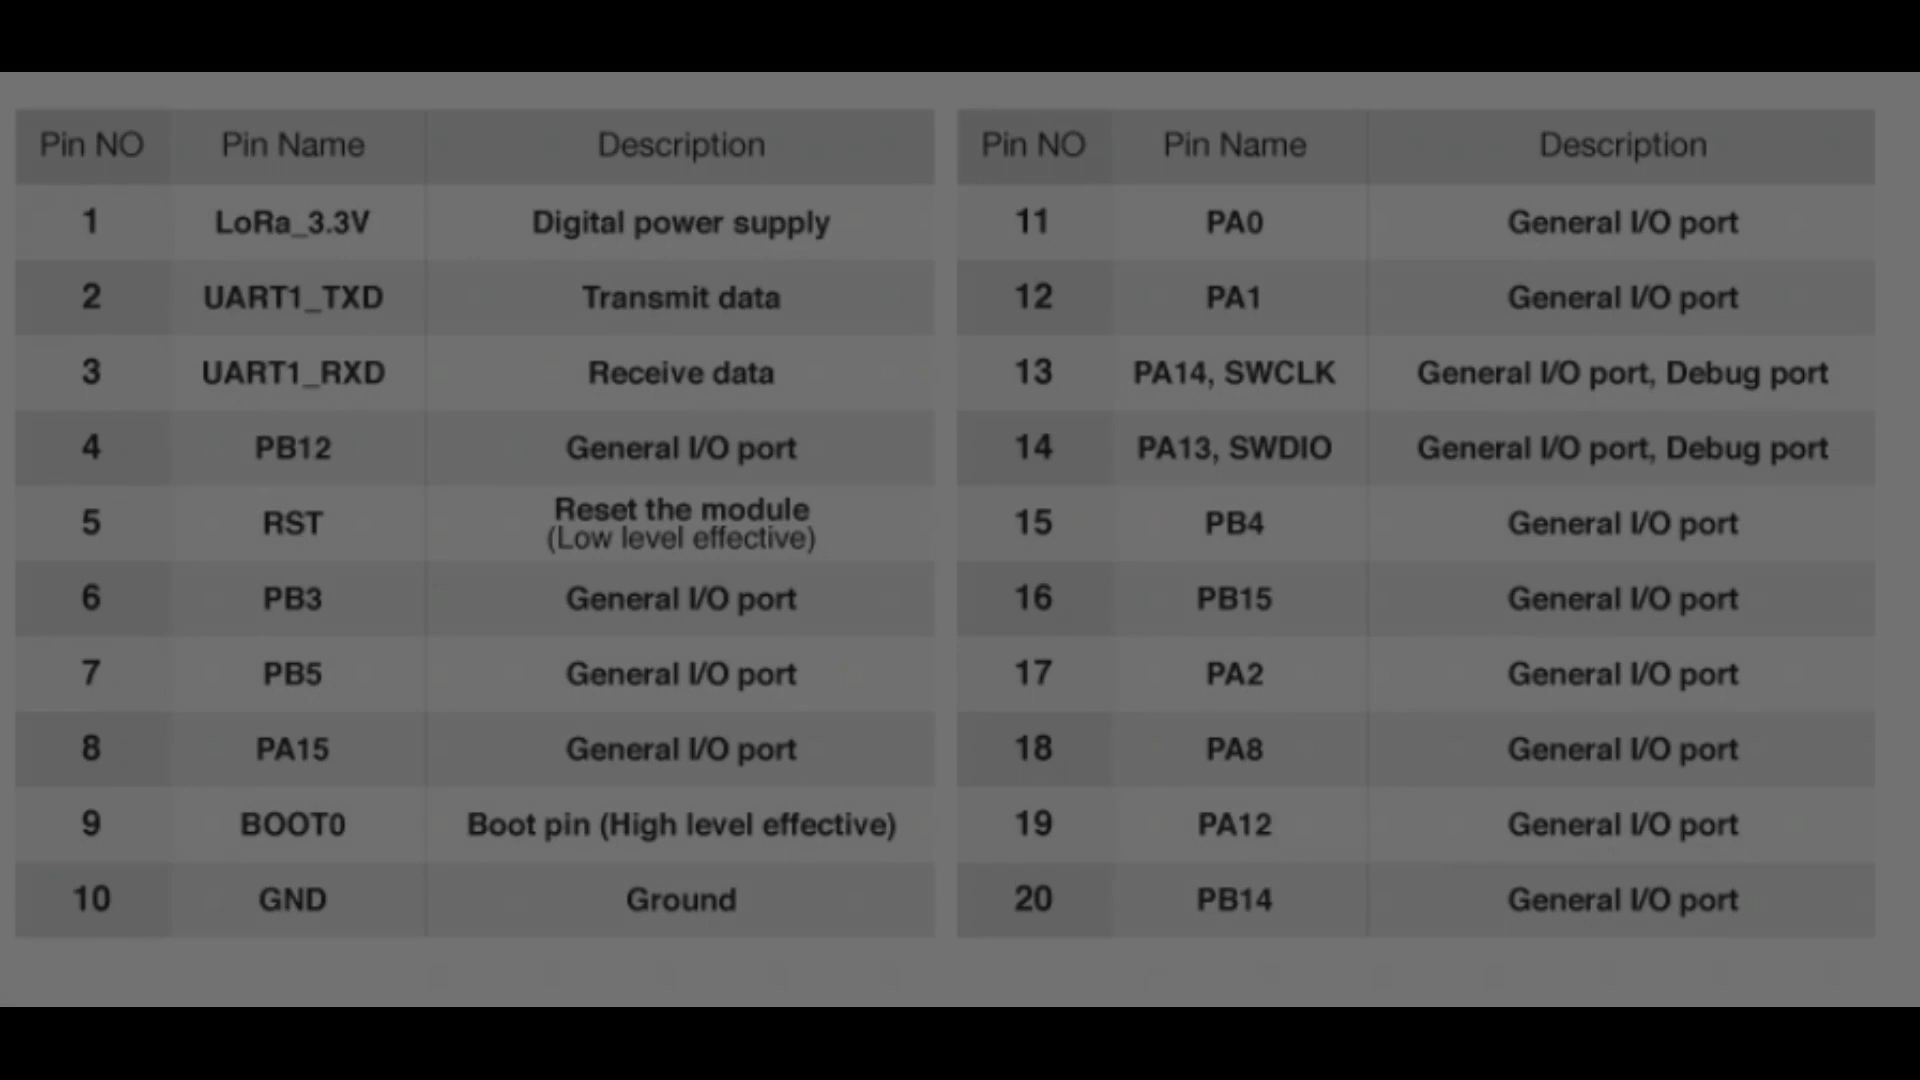 Pin NO Pin Name Description
1 LoRa_3.3V Digital power supply
2 UART1_TXD Transmit data
3 UART1_RXD Receive data
4 PB12 General I/O port
5 RST Reset the module
(Low level effective)
6 PB3 General I/O port
7 PB5 General I/O port
8 PA15 General I/O port
9 BOOT0 Boot pin (High level effective)
10 GND Ground
Pin NO Pin Name Description
11 PA0 General I/O port
12 PA1 General I/O port
13 PA14, SWCLK General I/O port, Debug port
14 PA13, SWDIO General I/O port, Debug port
15 PB4 General I/O port
16 PB15 General I/O port
17 PA2 General I/O port
18 PA8 General I/O port
19 PA12 General I/O port
20 PB14 General I/O port